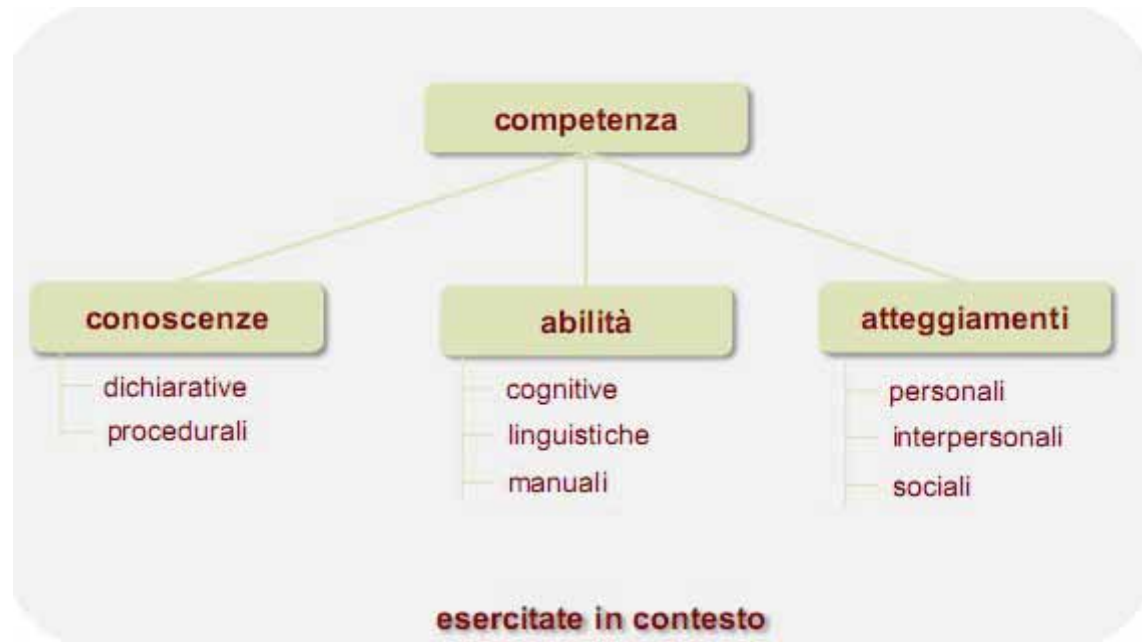 competenza
conoscenze
dichiarative
procedurali
abilità
cognitive
linguistiche
manuali
atteggiamenti
personali
interpersonali
sociali
esercitate in contesto